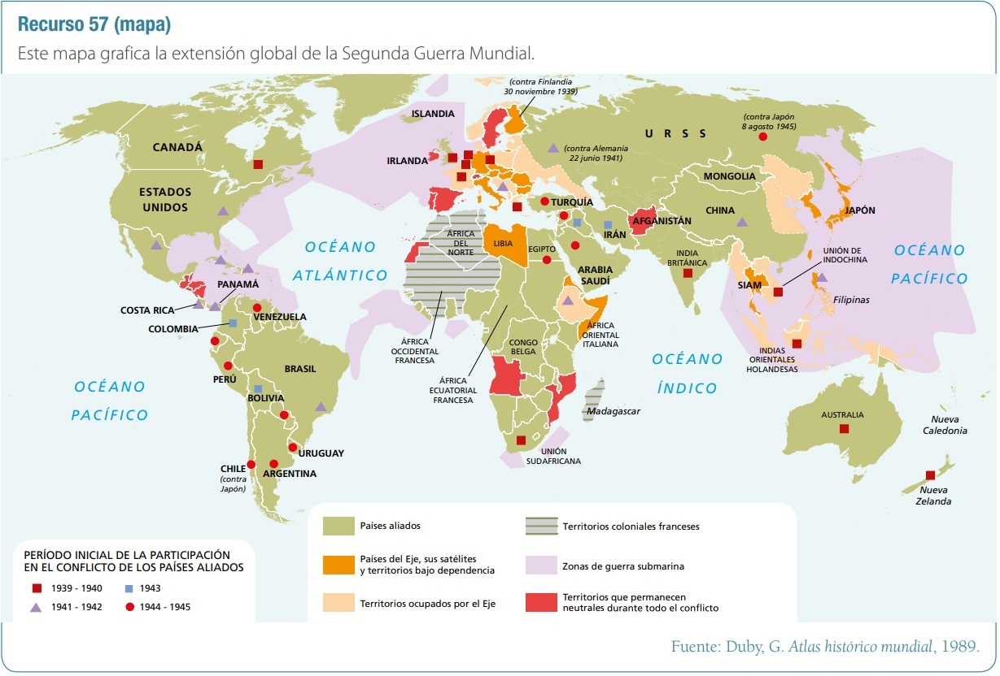 Recurso 57 (mapa)
Este mapa grafica la extensión global de la Segunda Guerra Mundial.
(contra Finlandia
30 noviembre 1939)
ISLANDIA
(contra Japón
8 agosto 1945)
URSS
CANADÁ
IRLANDA
(contra Alemania
22 junio 1941)
MONGOLIA
ESTADOS
UNIDOS
TURQUÍA
CHINA
JAPÓN
AFGANISTÁN
IRÁN
ÁFRICA
DEL
NORTE
LIBIA
EGIPTO
OCÉANO
ATLÁNTICO
INDIA
BRITÁNICA
UNIÓN DE
INDOCHINA
OCÉANO
PACÍFICO
ARABIA
SAUDÍ
PANAMÁ
SIAM
Filipinas
COSTA RICA
VENEZUELA
COLOMBIA
ÁFRICA
ORIENTAL
ITALIANA
ÁFRICA
OCCIDENTAL
FRANCESA
CONGO
BELGA
INDIAS
ORIENTALES
HOLANDESAS
OCÉANO
ÍNDICO
PERÚ
BRASIL
ÁFRICA
ECUATORIAL
FRANCESA
OCÉANO
PACÍFICO
BOLIVIA
Madagascar
AUSTRALIA
Nueva
Caledonia
URUGUAY
UNIÓN
SUDAFRICANA
CHILE
(contra
Japón)
ARGENTINA
Nueva
Zelanda
PERÍODO INICIAL DE LA PARTICIPACIÓN
EN EL CONFLICTO DE LOS PAÍSES ALIADOS
1939 - 1940
1943
1941 - 1942
1944 - 1945
Países aliados
Países del Eje, sus satélites
y territorios bajo dependencia
Territorios ocupados por el Eje
Territorios coloniales franceses
Zonas de guerra submarina
Territorios que permanecen
neutrales durante todo el conflicto
Fuente: Duby, G. Atlas histórico mundial, 1989.